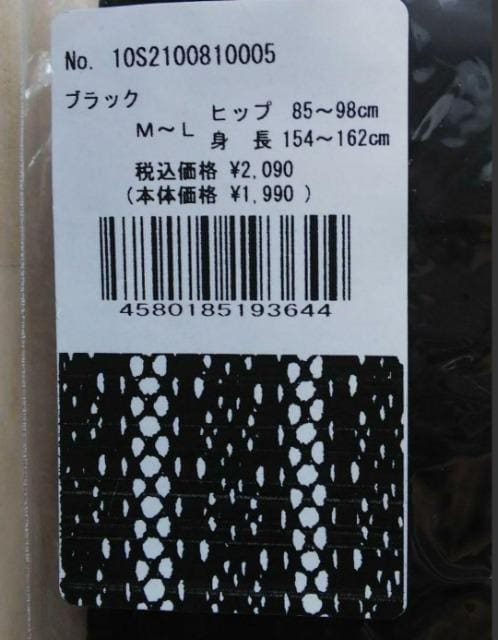 No. 10S2100810005
ブラック
M～L ヒップ 85～98cm
身 長 154～162cm
税込価格 ¥2,090
(本体価格 ¥1,990 )
4580185193644